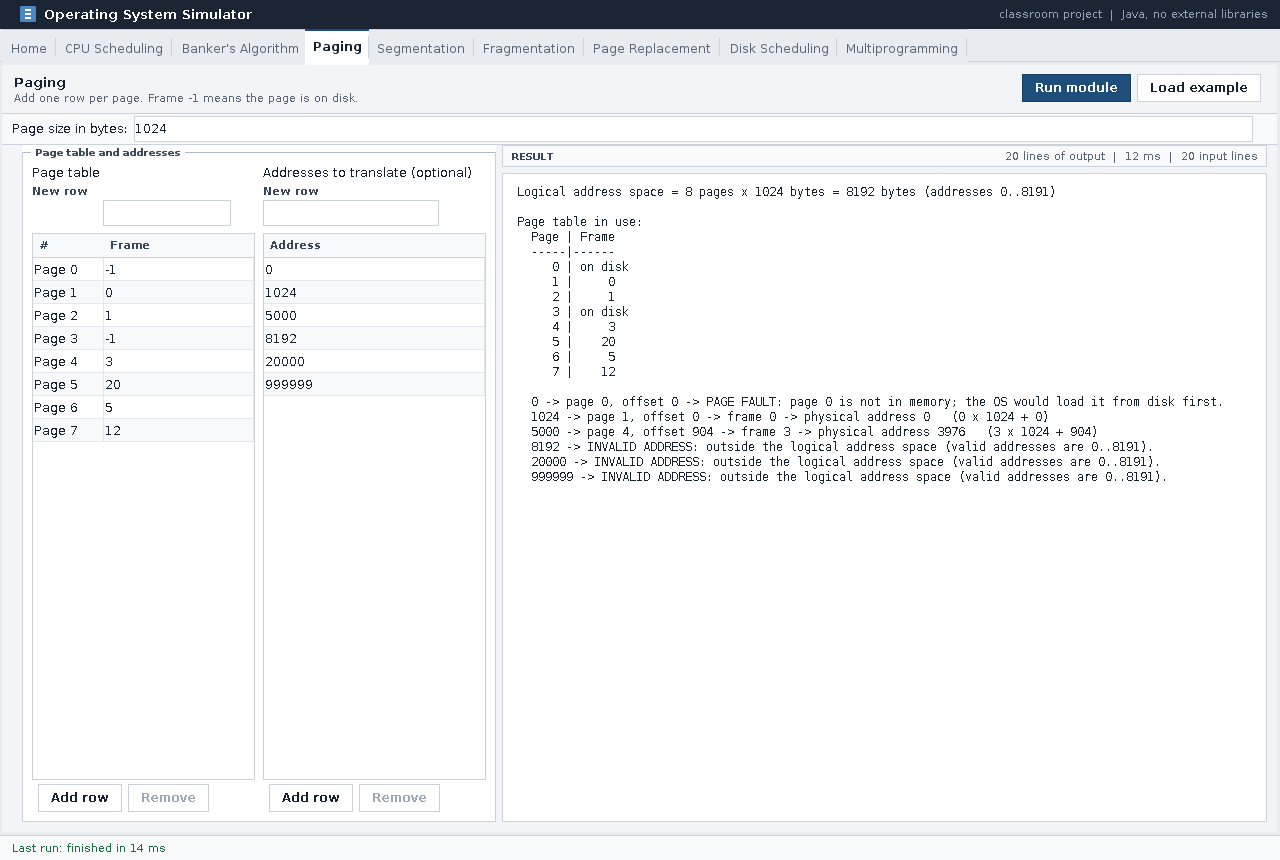 Operating System Simulator
classroom project | Java, no external libraries
Home CPU Scheduling Banker's Algorithm Paging Segmentation Fragmentation Page Replacement Disk Scheduling Multiprogramming
Paging
Add one row per page. Frame -1 means the page is on disk.
Run module Load example
Page size in bytes: 1024
Page table and addresses
Page table
New row
# Frame
Page 0 -1
Page 1 0
Page 2 1
Page 3 -1
Page 4 3
Page 5 20
Page 6 5
Page 7 12
Add row Remove
Addresses to translate (optional)
New row
Address
0
1024
5000
8192
20000
999999
Add row Remove
RESULT 20 lines of output | 12 ms | 20 input lines
Logical address space = 8 pages x 1024 bytes = 8192 bytes (addresses 0..8191)
Page table in use:
Page | Frame
-----|------
0 | on disk
1 | 0
2 | 1
3 | on disk
4 | 3
5 | 20
6 | 5
7 | 12
0 -> page 0, offset 0 -> PAGE FAULT: page 0 is not in memory; the OS would load it from disk first.
1024 -> page 1, offset 0 -> frame 0 -> physical address 0 (0 x 1024 + 0)
5000 -> page 4, offset 904 -> frame 3 -> physical address 3976 (3 x 1024 + 904)
8192 -> INVALID ADDRESS: outside the logical address space (valid addresses are 0..8191).
20000 -> INVALID ADDRESS: outside the logical address space (valid addresses are 0..8191).
999999 -> INVALID ADDRESS: outside the logical address space (valid addresses are 0..8191).
Last run: finished in 14 ms